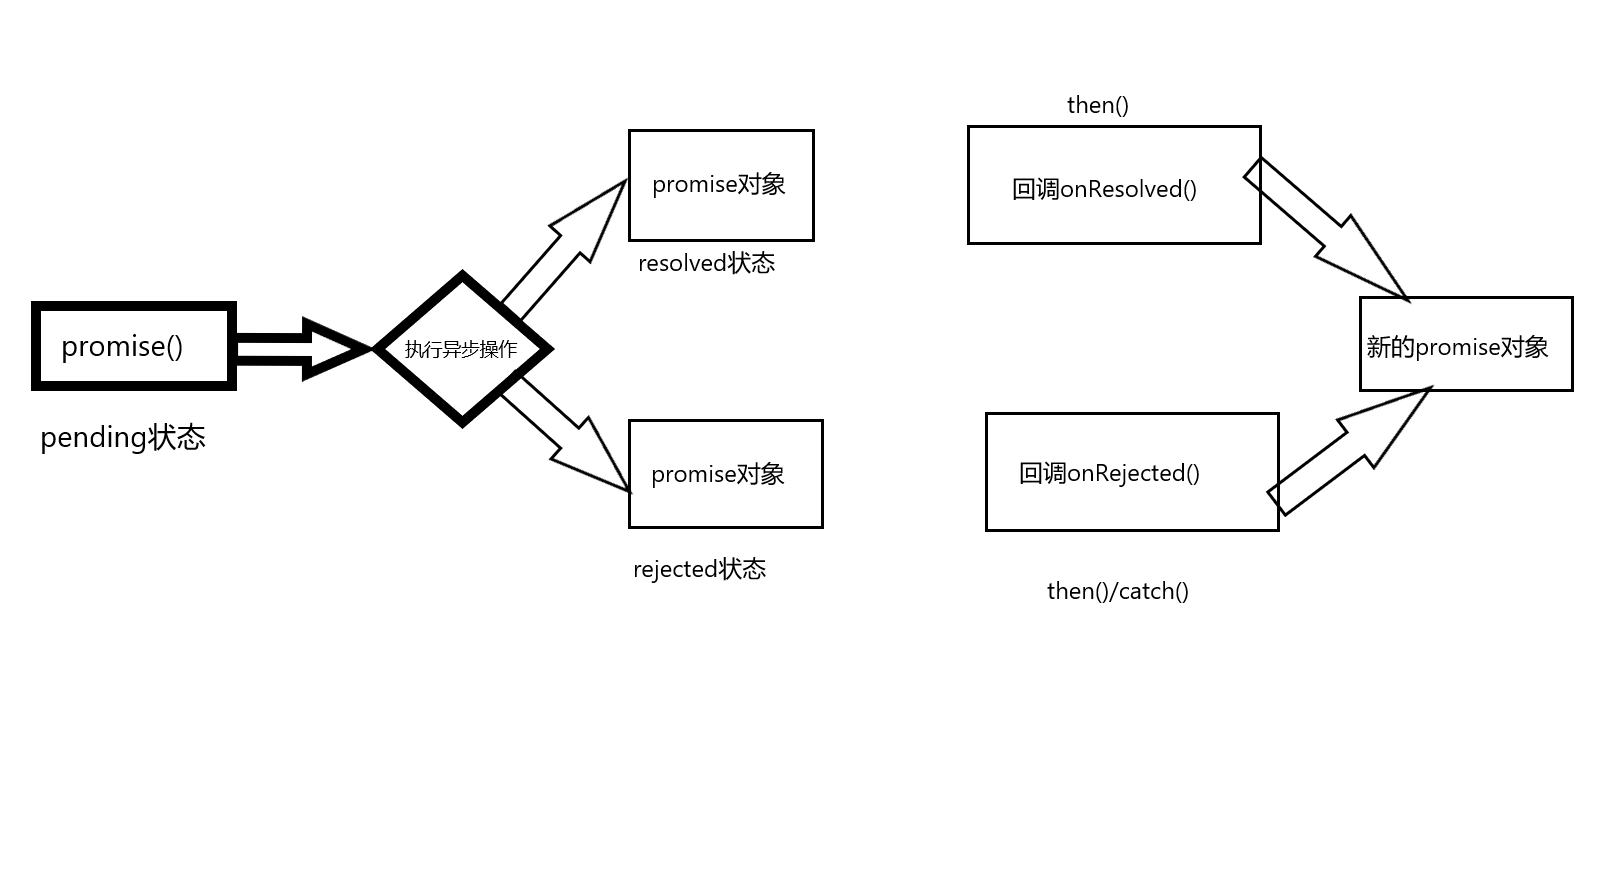 then()
promise对象
回调onResolved()
resolved状态
promise()
执行异步操作
新的promise对象
pending状态
promise对象
回调onRejected()
rejected状态
then()/catch()